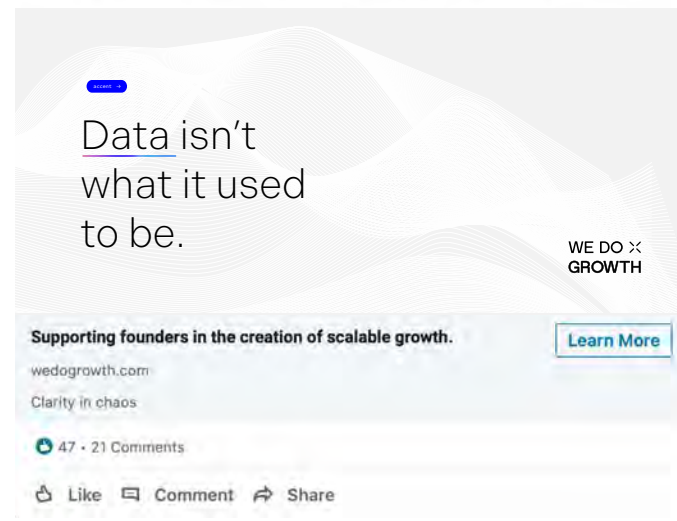 accent →
Data isn't
what it used
to be.
WE DO
GROWTH
Supporting founders in the creation of scalable growth.
Learn More
wedogrowth.com
Clarity in chaos
47 • 21 Comments
Like Comment Share